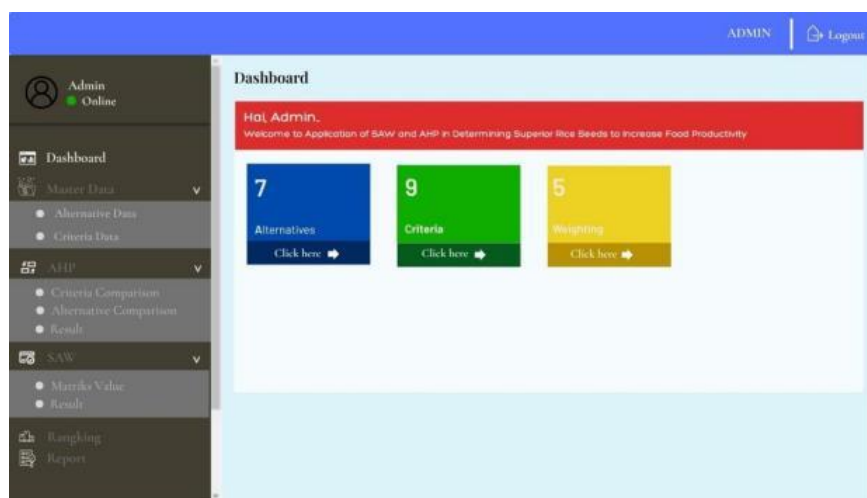 ADMIN
Logout
Admin
Online
Dashboard
Master Data
Alternative Data
Criteria Data
AHP
Criteria Comparison
Alternative Comparison
Result
SAW
Matriks Value
Result
Rangking
Report
Dashboard
Hai, Admin.
Welcome to Application of SAW and AHP in Determining Superior Rice Seeds to Increase Food Productivity
7
Alternatives
Click here
9
Criteria
Click here
5
Weighting
Click here